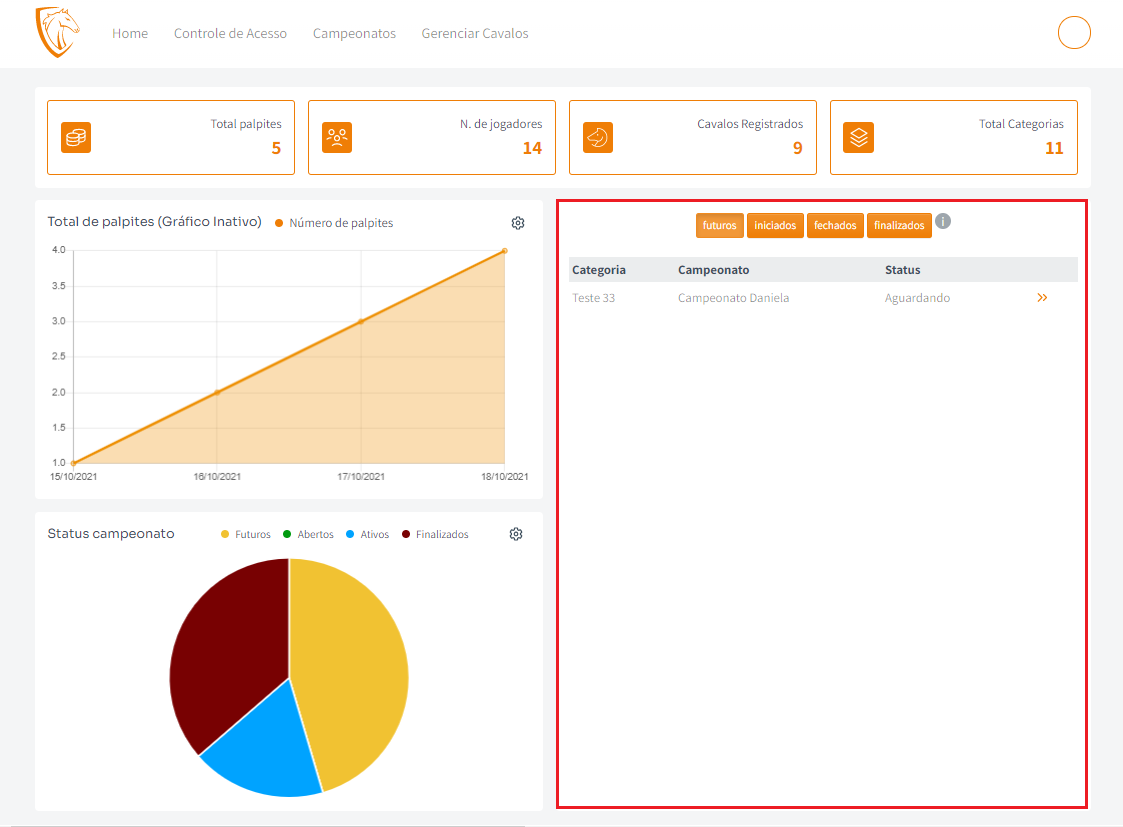 Home Controle de Acesso Campeonatos Gerenciar Cavalos
Total palpites
5
N. de jogadores
14
Cavalos Registrados
9
Total Categorias
11
Total de palpites (Gráfico Inativo) Número de palpites
4.0
3.5
3.0
2.5
2.0
1.5
1.0
15/10/2021 16/10/2021 17/10/2021 18/10/2021
Status campeonato Futuros Abertos Ativos Finalizados
futuros iniciados fechados finalizados i
Categoria Campeonato Status
Teste 33 Campeonato Daniela Aguardando